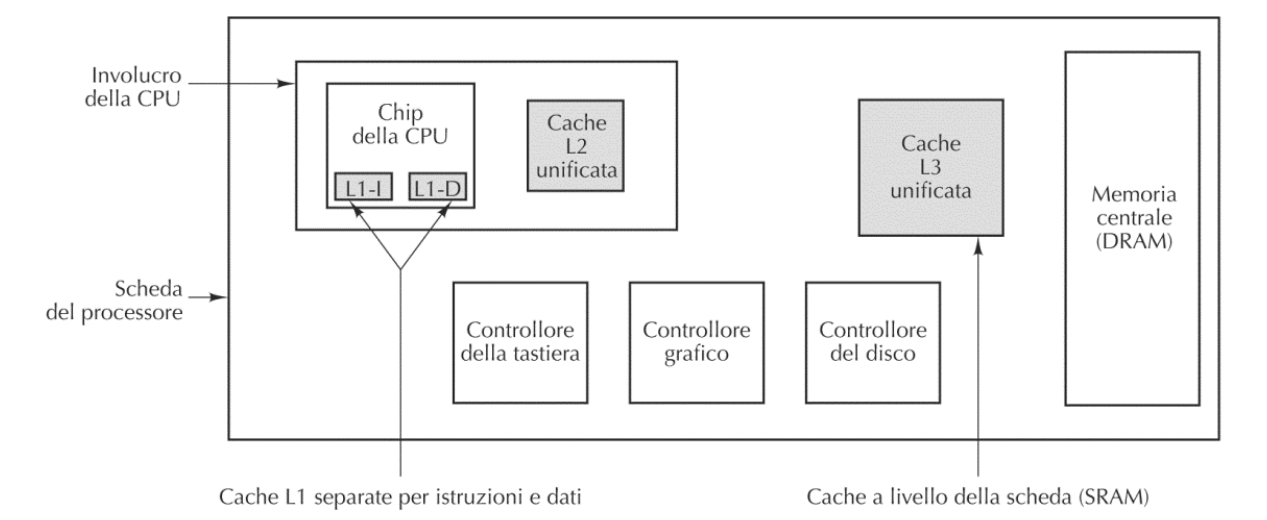 Involucro
della CPU
Chip
della CPU
L1-I
L1-D
Cache
L2
unificata
Cache
L3
unificata
Memoria
centrale
(DRAM)
Scheda
del processore
Controllore
della tastiera
Controllore
grafico
Controllore
del disco
Cache L1 separate per istruzioni e dati
Cache a livello della scheda (SRAM)